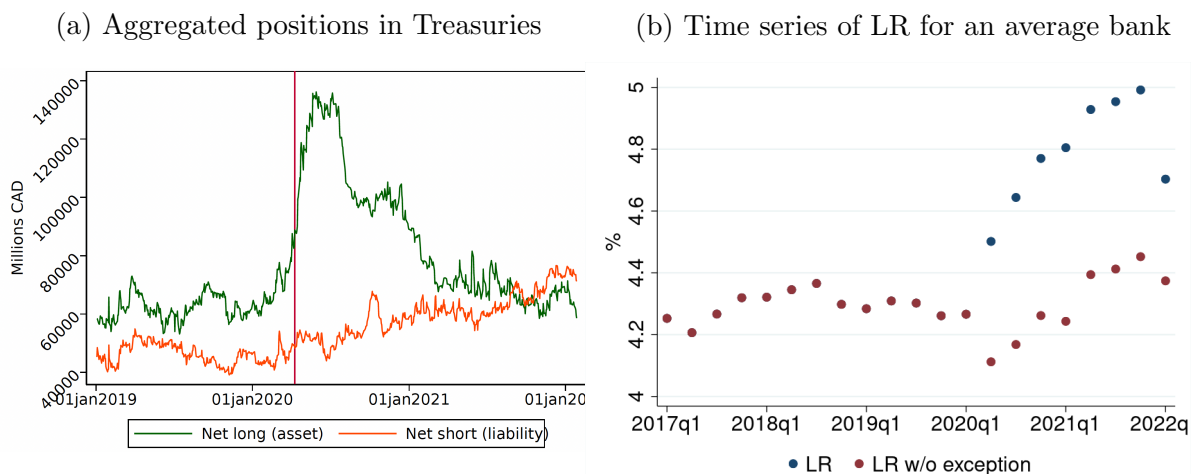 (a) Aggregated positions in Treasuries
(b) Time series of LR for an average bank
Millions CAD
140000
120000
100000
80000
60000
40000
01jan2019
01jan2020
01jan2021
01jan20
Net long (asset)
Net short (liability)
%
5
4.8
4.6
4.4
4.2
4
2017q1
2018q1
2019q1
2020q1
2021q1
2022q
LR
LR w/o exception